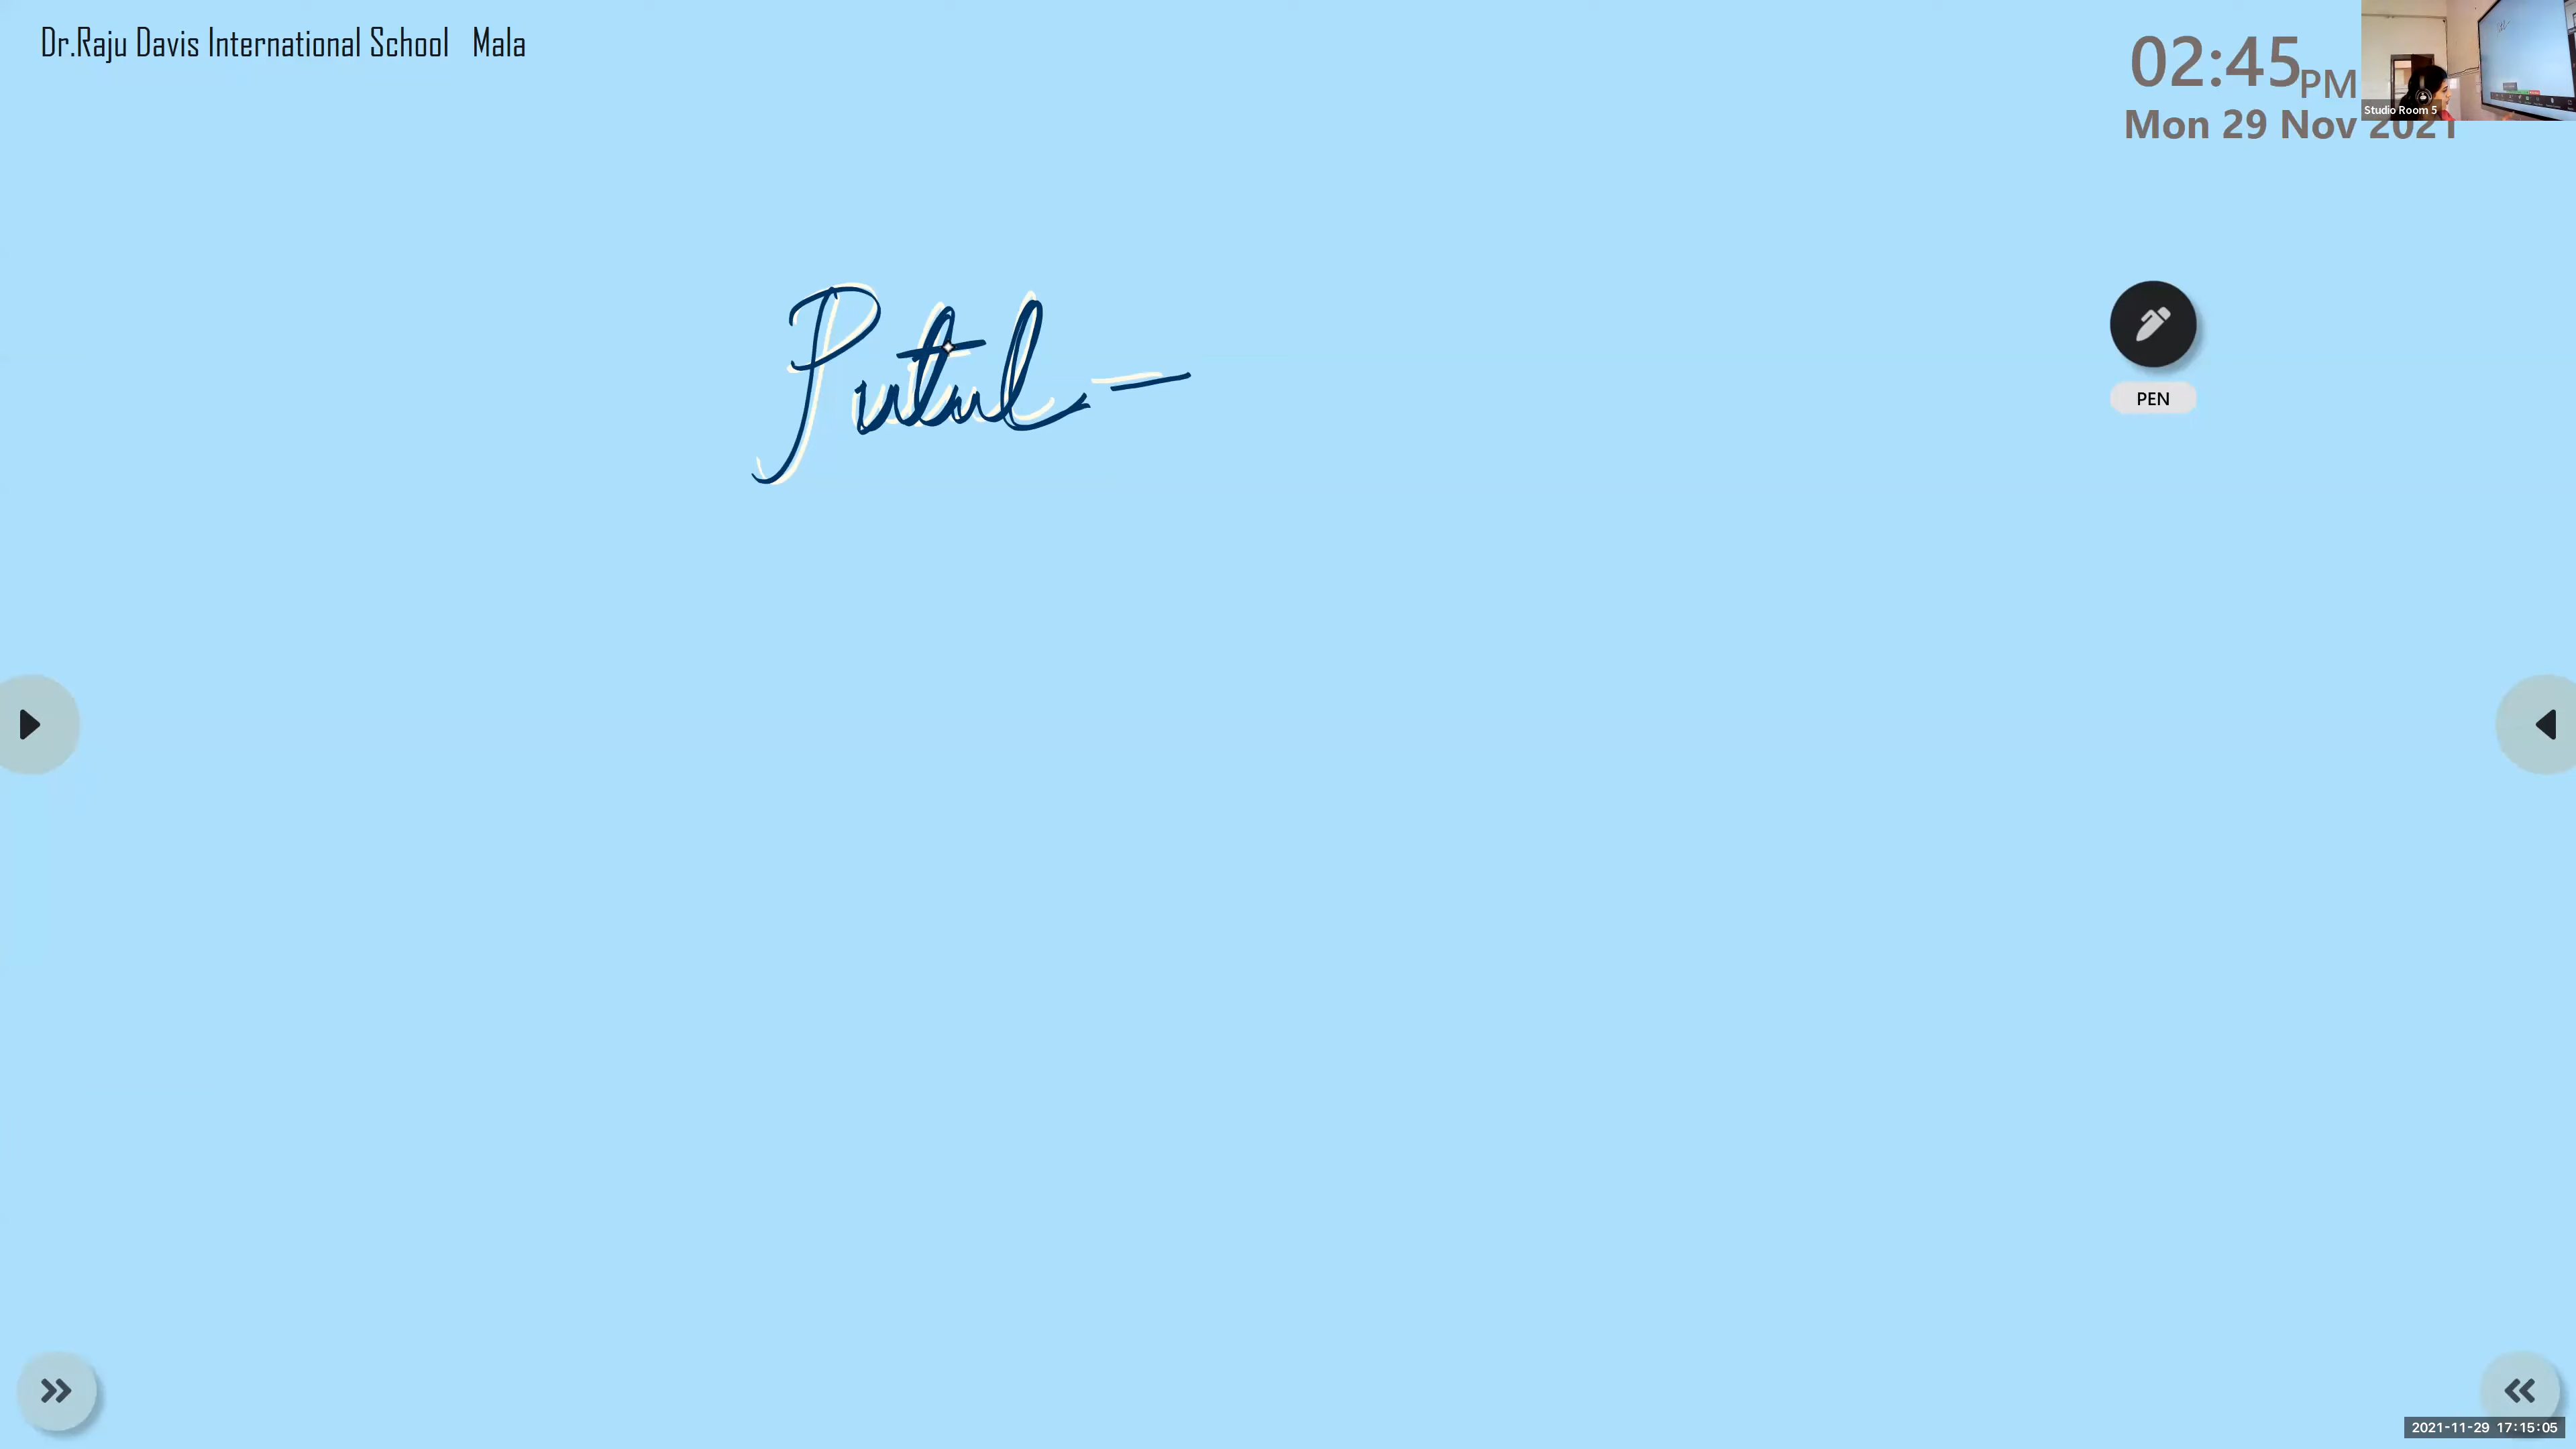 Dr.Raju Davis International School Mala
02:45PM
Mon 29 Nov 2021
Studio Room 5
Putul -
PEN
2021-11-29 17:15:05